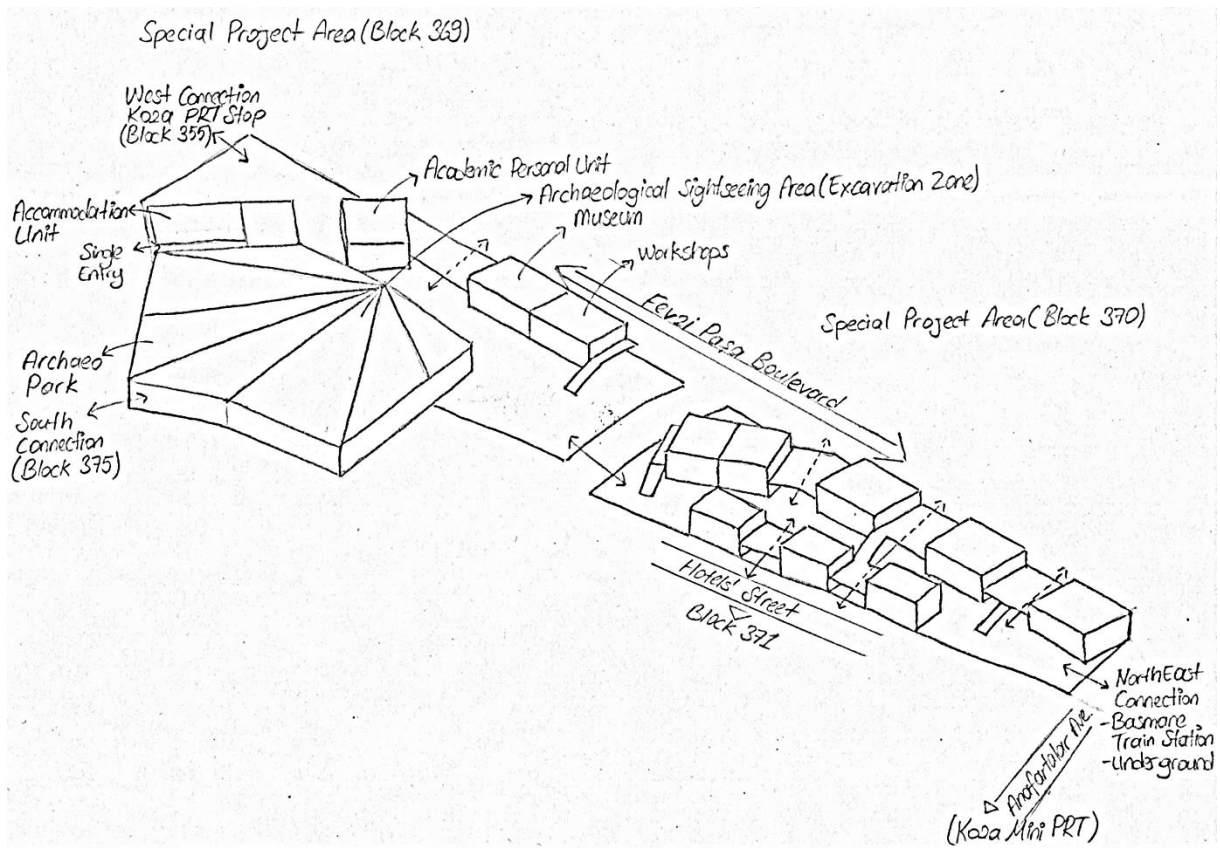 Special Project Area (Block 369)
West Connection
Koza PRT Stop
(Block 355)
Academic Personal Unit
Archaeological Sightseeing Area (Excavation Zone)
Museum
Workshops
Accommodation
Unit
Single
Entry
Fevzi Paşa Boulevard
Special Project Area (Block 370)
Archaeo
Park
South
Connection
(Block 375)
Hotels' Street
Block 371
NorthEast
Connection
-Basmane
Train Station
-Underground
Anafartalar Ave.
(Koza Mini PRT)